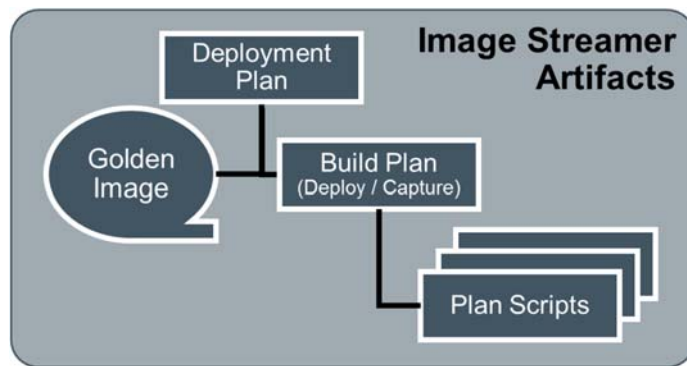 Image Streamer
Artifacts
Deployment
Plan
Golden
Image
Build Plan
(Deploy / Capture)
Plan Scripts